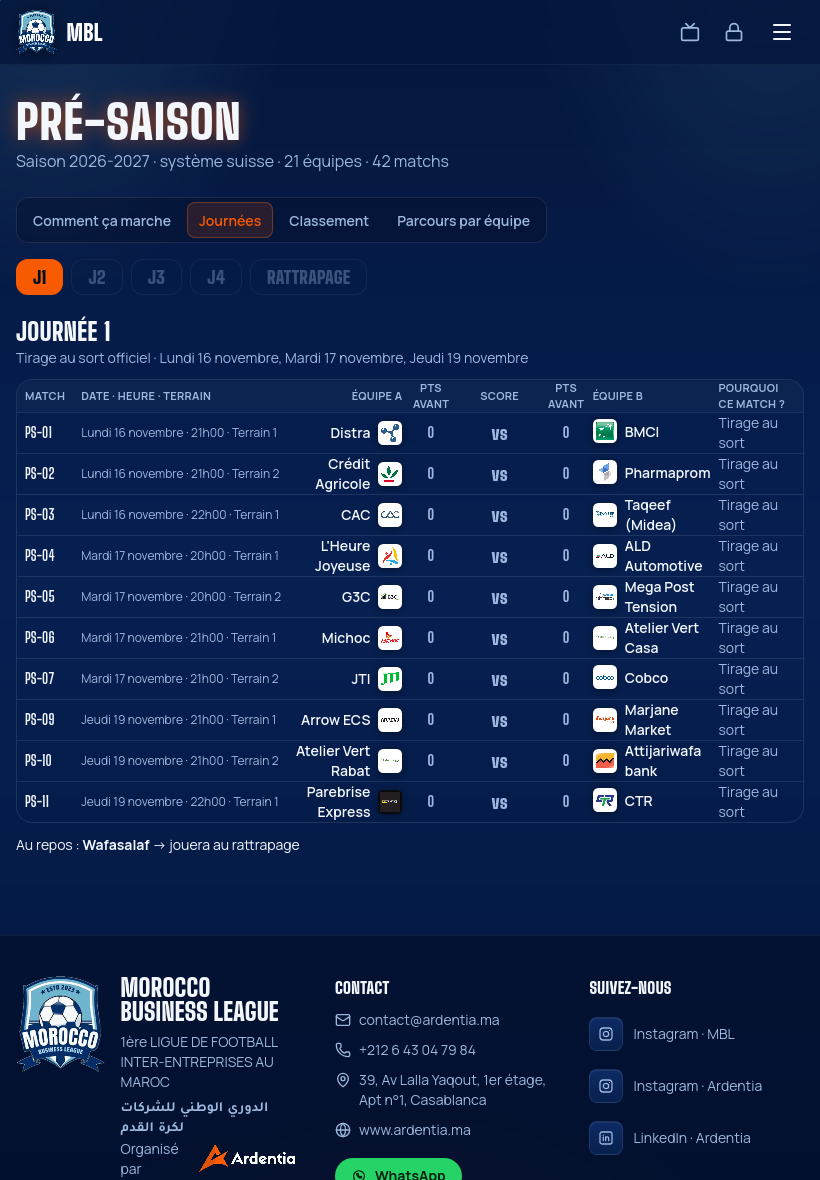 MBL
PRÉ-SAISON
Saison 2026-2027 · système suisse · 21 équipes · 42 matchs
Comment ça marche Journées Classement Parcours par équipe
J1 J2 J3 J4 RATTRAPAGE
JOURNÉE 1
Tirage au sort officiel · Lundi 16 novembre, Mardi 17 novembre, Jeudi 19 novembre
MATCH DATE · HEURE · TERRAIN ÉQUIPE A PTS AVANT SCORE PTS AVANT ÉQUIPE B POURQUOI CE MATCH ?
PS-01 Lundi 16 novembre · 21h00 · Terrain 1 Distra 0 VS 0 BMCI Tirage au sort
PS-02 Lundi 16 novembre · 21h00 · Terrain 2 Crédit Agricole 0 VS 0 Pharmaprom Tirage au sort
PS-03 Lundi 16 novembre · 22h00 · Terrain 1 CAC 0 VS 0 Taqeef (Midea) Tirage au sort
PS-04 Mardi 17 novembre · 20h00 · Terrain 1 L'Heure Joyeuse 0 VS 0 ALD Automotive Tirage au sort
PS-05 Mardi 17 novembre · 20h00 · Terrain 2 G3C 0 VS 0 Mega Post Tension Tirage au sort
PS-06 Mardi 17 novembre · 21h00 · Terrain 1 Michoc 0 VS 0 Atelier Vert Casa Tirage au sort
PS-07 Mardi 17 novembre · 21h00 · Terrain 2 JTI 0 VS 0 Cobco Tirage au sort
PS-09 Jeudi 19 novembre · 21h00 · Terrain 1 Arrow ECS 0 VS 0 Marjane Market Tirage au sort
PS-10 Jeudi 19 novembre · 21h00 · Terrain 2 Atelier Vert Rabat 0 VS 0 Attijariwafa bank Tirage au sort
PS-11 Jeudi 19 novembre · 22h00 · Terrain 1 Parebrise Express 0 VS 0 CTR Tirage au sort
Au repos : Wafasalaf → jouera au rattrapage
ESTD 2023
MOROCCO
BUSINESS LEAGUE
MOROCCO
BUSINESS LEAGUE
1ère LIGUE DE FOOTBALL
INTER-ENTREPRISES AU
MAROC
الدوري الوطني للشركات
لكرة القدم
Organisé
par
Ardentia
CONTACT
contact@ardentia.ma
+212 6 43 04 79 84
39, Av Lalla Yaqout, 1er étage,
Apt n°1, Casablanca
www.ardentia.ma
WhatsApp
SUIVEZ-NOUS
Instagram · MBL
Instagram · Ardentia
LinkedIn · Ardentia